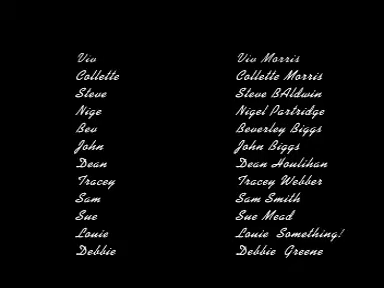 Viv Viv Morris
Collette Collette Morris
Steve Steve BAldwin
Nige Nigel Partridge
Bev Beverley Biggs
John John Biggs
Dean Dean Houlihan
Tracey Tracey Webber
Sam Sam Smith
Sue Sue Mead
Louie Louie Something!
Debbie Debbie Greene